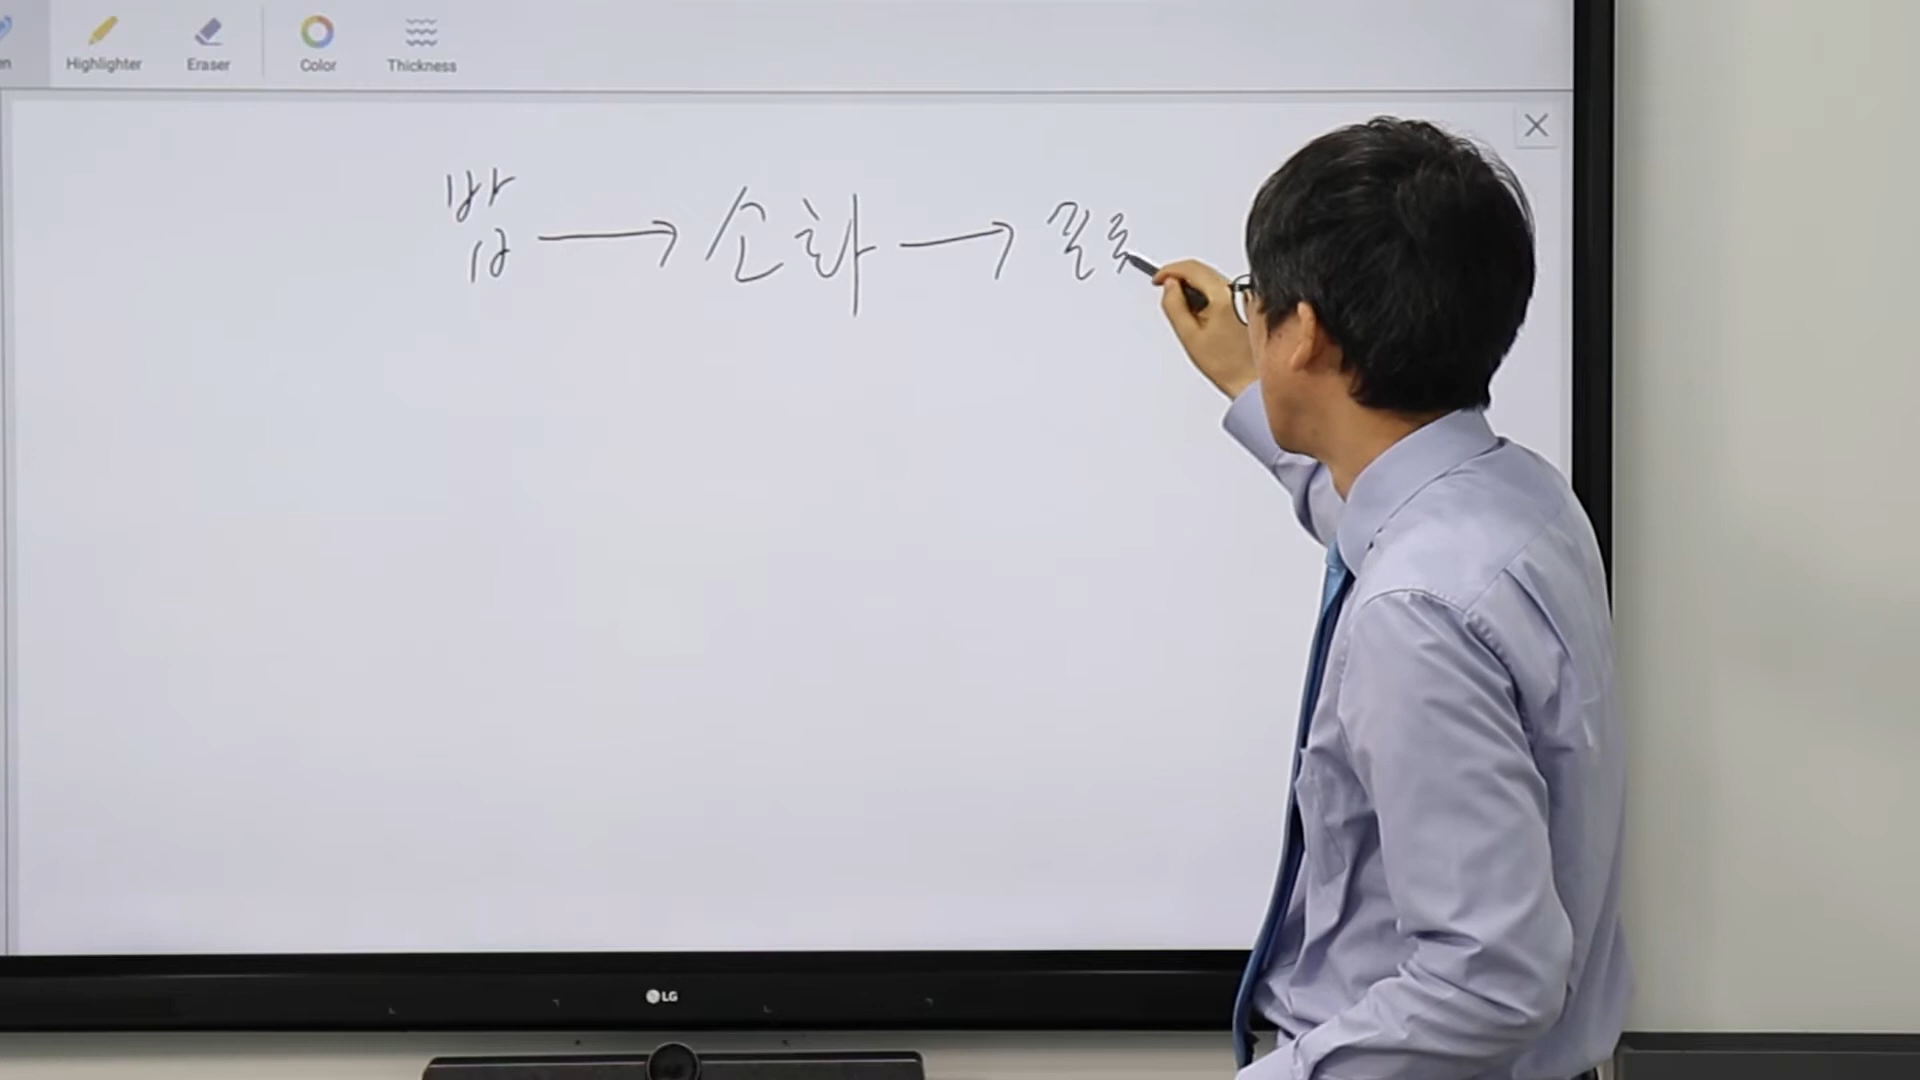 Highlighter Eraser Color Thickness
밥 → 소화 →
LG